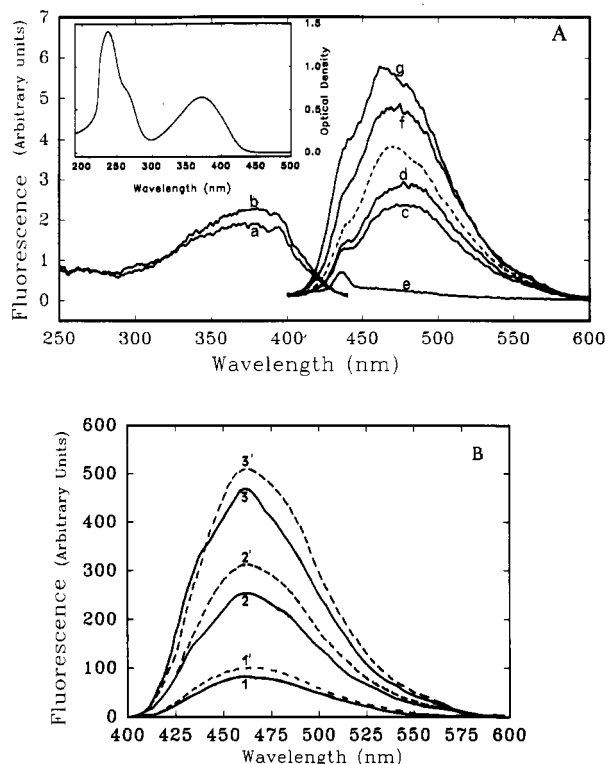 A
7
6
5
4
3
2
1
0
Fluorescence (Arbitrary units)
1.5
1.0
0.5
0.0
Optical Density
200 250 300 350 400 450 500
Wavelength (nm)
g
f
d
c
e
b
a
250 300 350 400 450 500 550 600
Wavelength (nm)
B
600
500
400
300
200
100
0
Fluorescence (Arbitrary Units)
3'
3
2'
2
1'
1
400 425 450 475 500 525 550 575 600
Wavelength (nm)